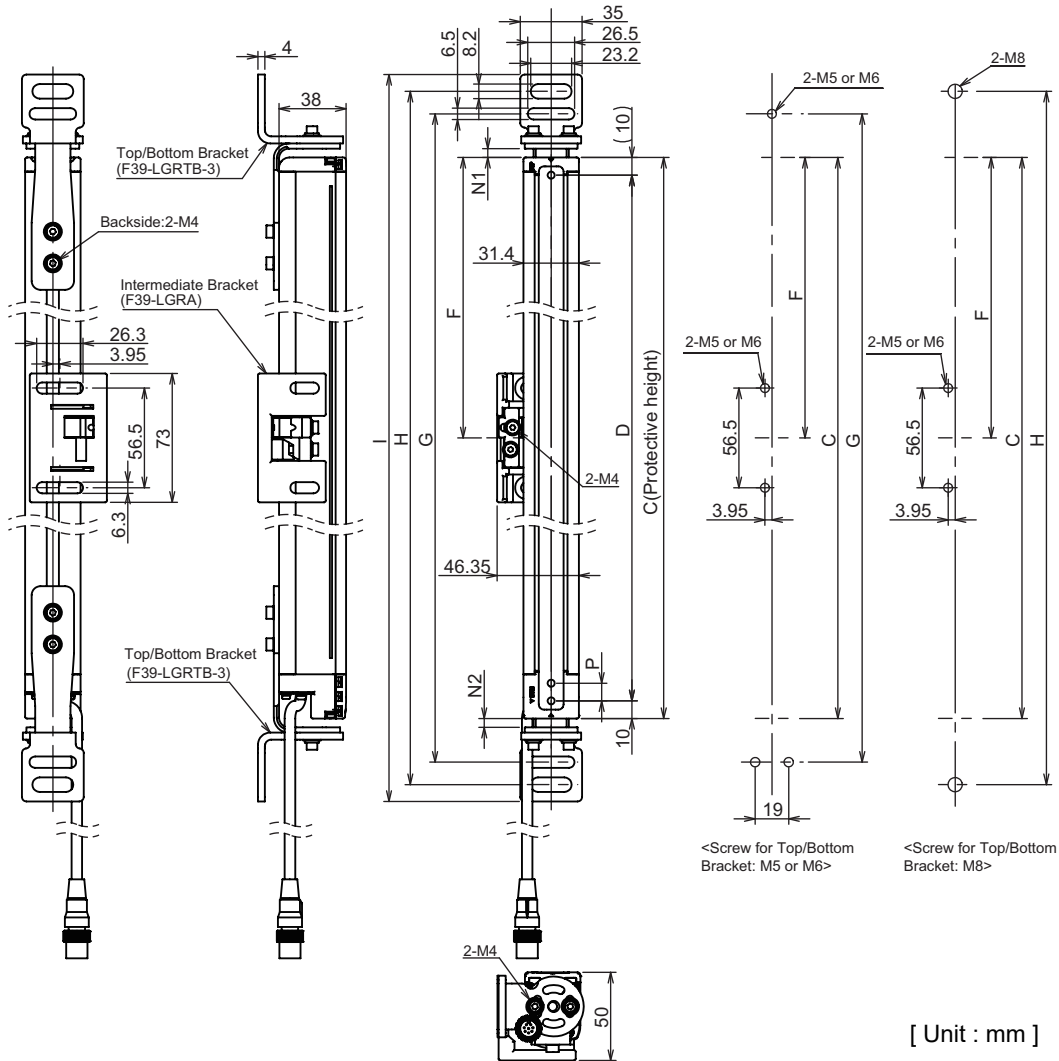 35
26.5
23.2
6.5
8.2
4
38
(10)
N1
2-M5 or M6
2-M8
Top/Bottom Bracket
(F39-LGRTB-3)
Backside:2-M4
31.4
Intermediate Bracket
(F39-LGRA)
26.3
3.95
56.5
73
6.3
I
H
G
F
D
C(Protective height)
2-M4
46.35
2-M5 or M6
56.5
3.95
F
C
G
2-M5 or M6
56.5
3.95
F
C
H
Top/Bottom Bracket
(F39-LGRTB-3)
N2
P
10
19
<Screw for Top/Bottom
Bracket: M5 or M6>
<Screw for Top/Bottom
Bracket: M8>
2-M4
50
[ Unit : mm ]